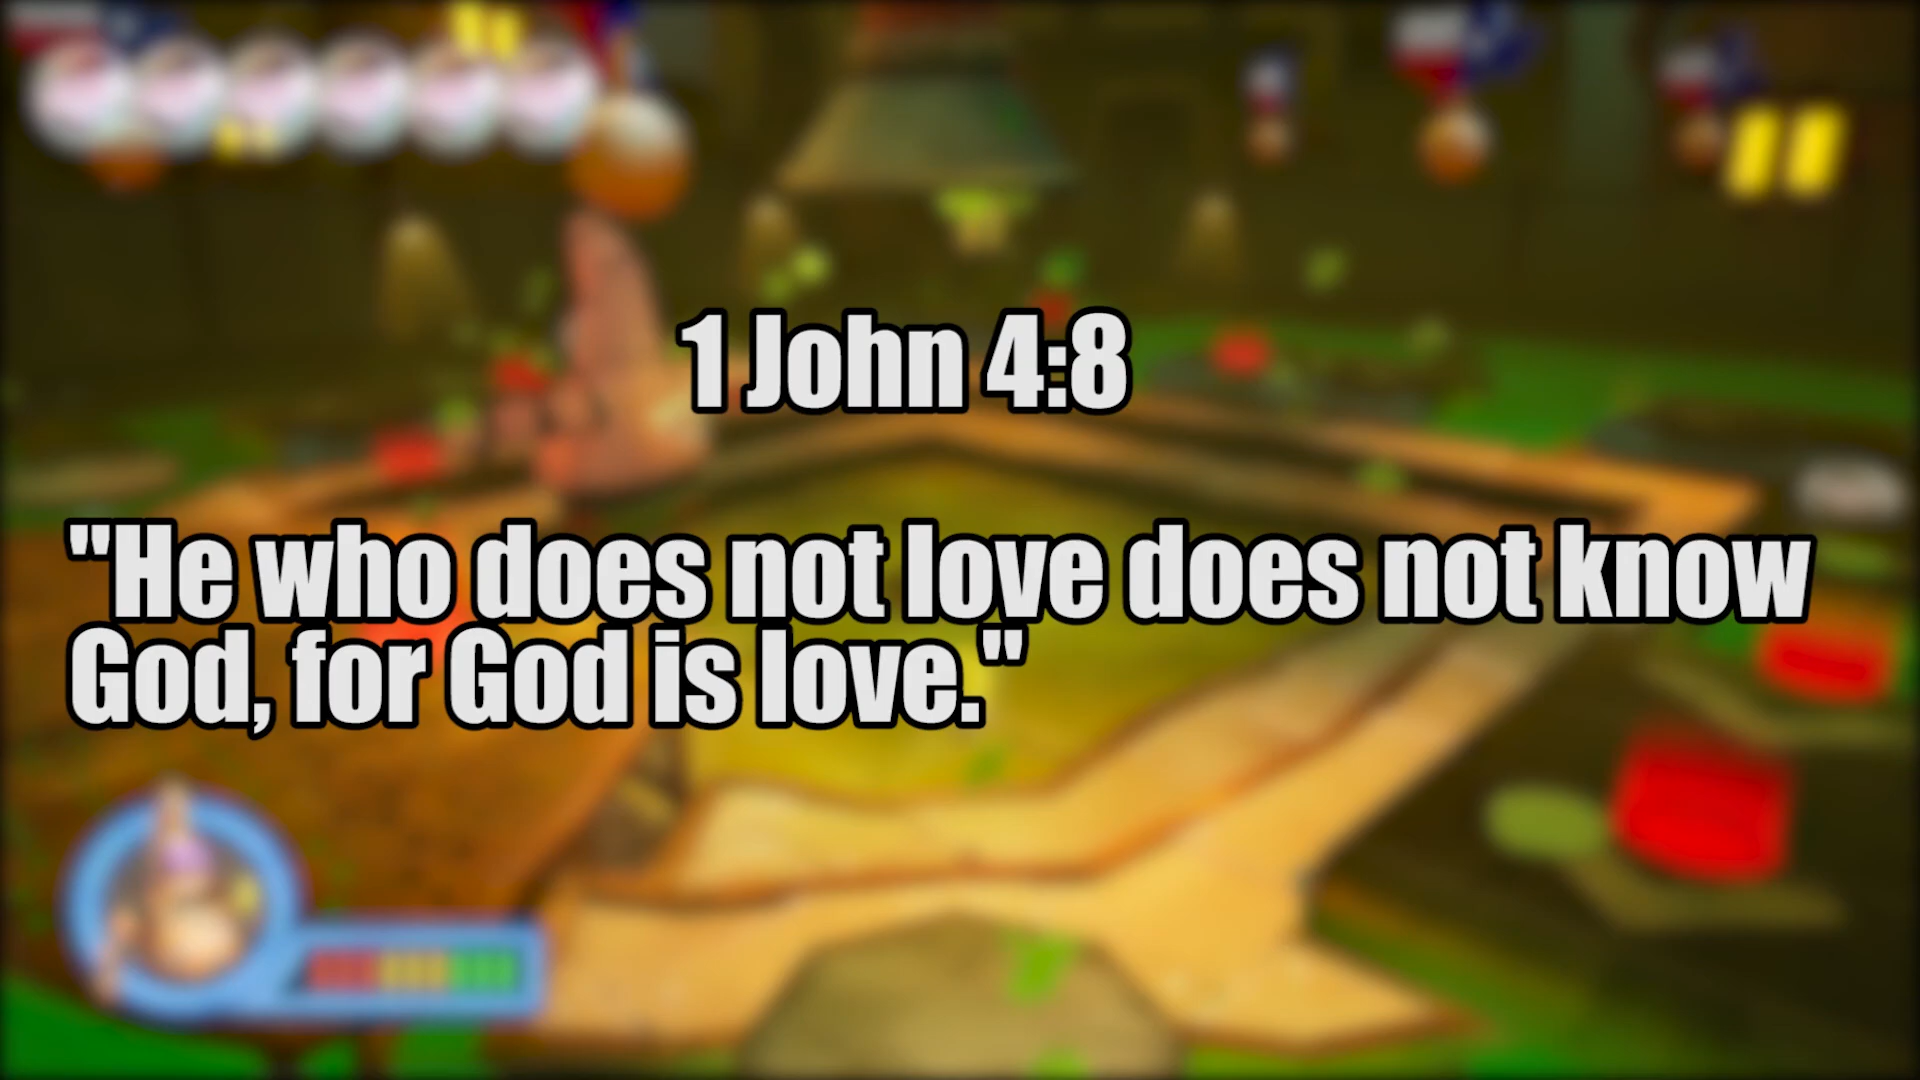 1 John 4:8
"He who does not love does not know
God, for God is love."